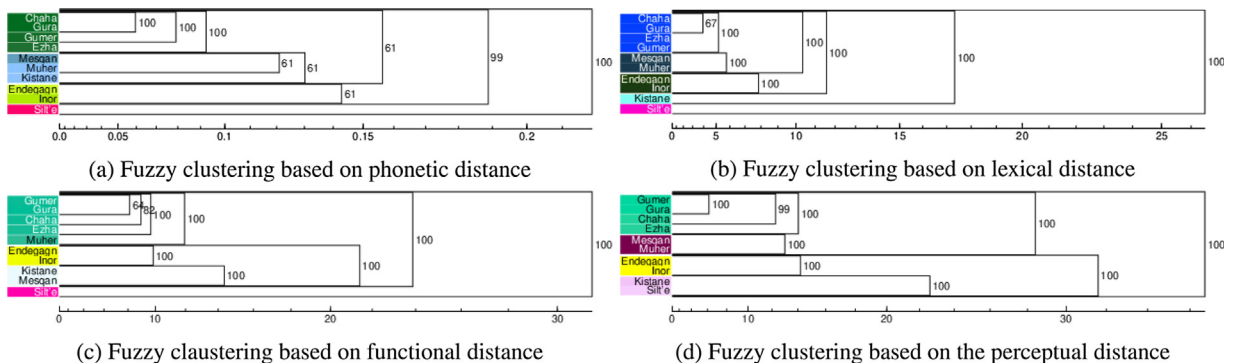 Chaha
Gura
Gumer
Ezha
Mesqan
Muher
Kistane
Endegagn
Inor
Silt'e
100
100
100
61
61
61
61
99
100
0.0 0.05 0.1 0.15 0.2
(a) Fuzzy clustering based on phonetic distance
Chaha
Gura
Ezha
Gumer
Mesqan
Muher
Endegagn
Inor
Kistane
Silt'e
67
100
100
100
100
100
100
100
0 5 10 15 20 25
(b) Fuzzy clustering based on lexical distance
Gumer
Gura
Chaha
Ezha
Muher
Endegagn
Inor
Kistane
Mesqan
Silt'e
64
82
100
100
100
100
100
100
100
0 10 20 30
(c) Fuzzy claustering based on functional distance
Gumer
Gura
Chaha
Ezha
Mesqan
Muher
Endegagn
Inor
Kistane
Silt'e
100
99
100
100
100
100
100
100
100
0 10 20 30
(d) Fuzzy clustering based on the perceptual distance